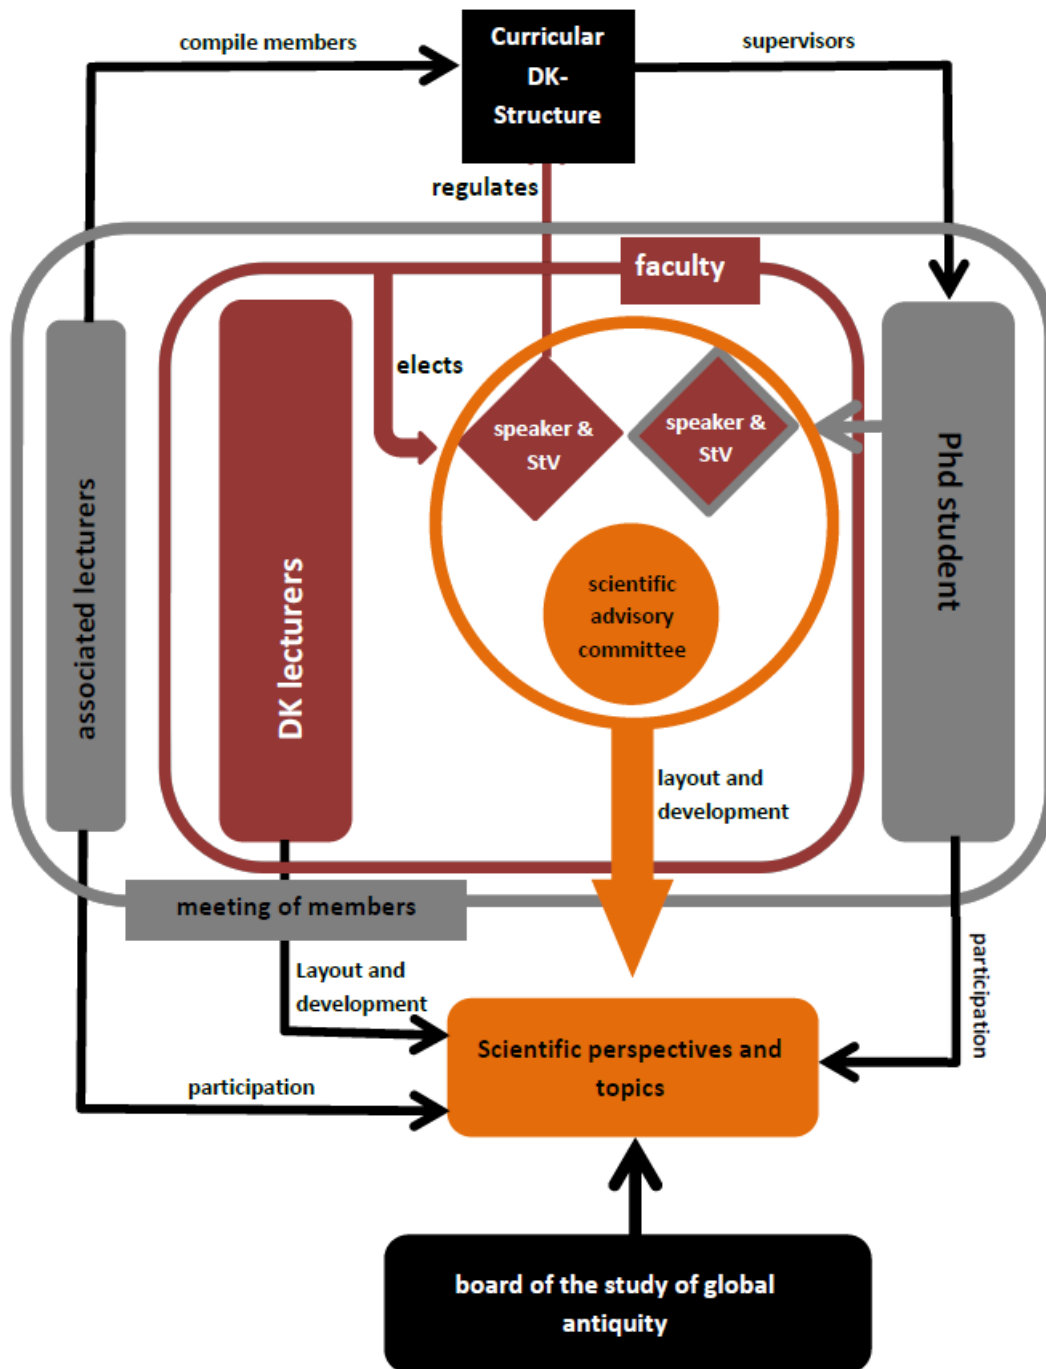 compile members
Curricular
DK-
Structure
supervisors
regulates
faculty
elects
speaker &
StV
speaker &
StV
associated lecturers
DK lecturers
Phd student
scientific
advisory
committee
layout and
development
meeting of members
Layout and
development
participation
participation
Scientific perspectives and
topics
board of the study of global
antiquity